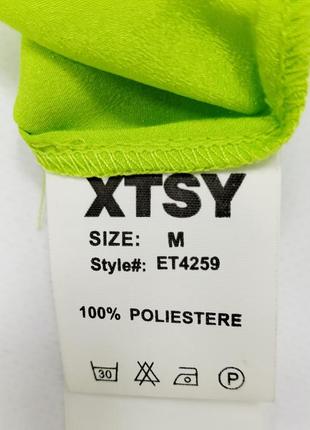 XTSY
SIZE: M
Style#: ET4259
100% POLIESTERE
30 P